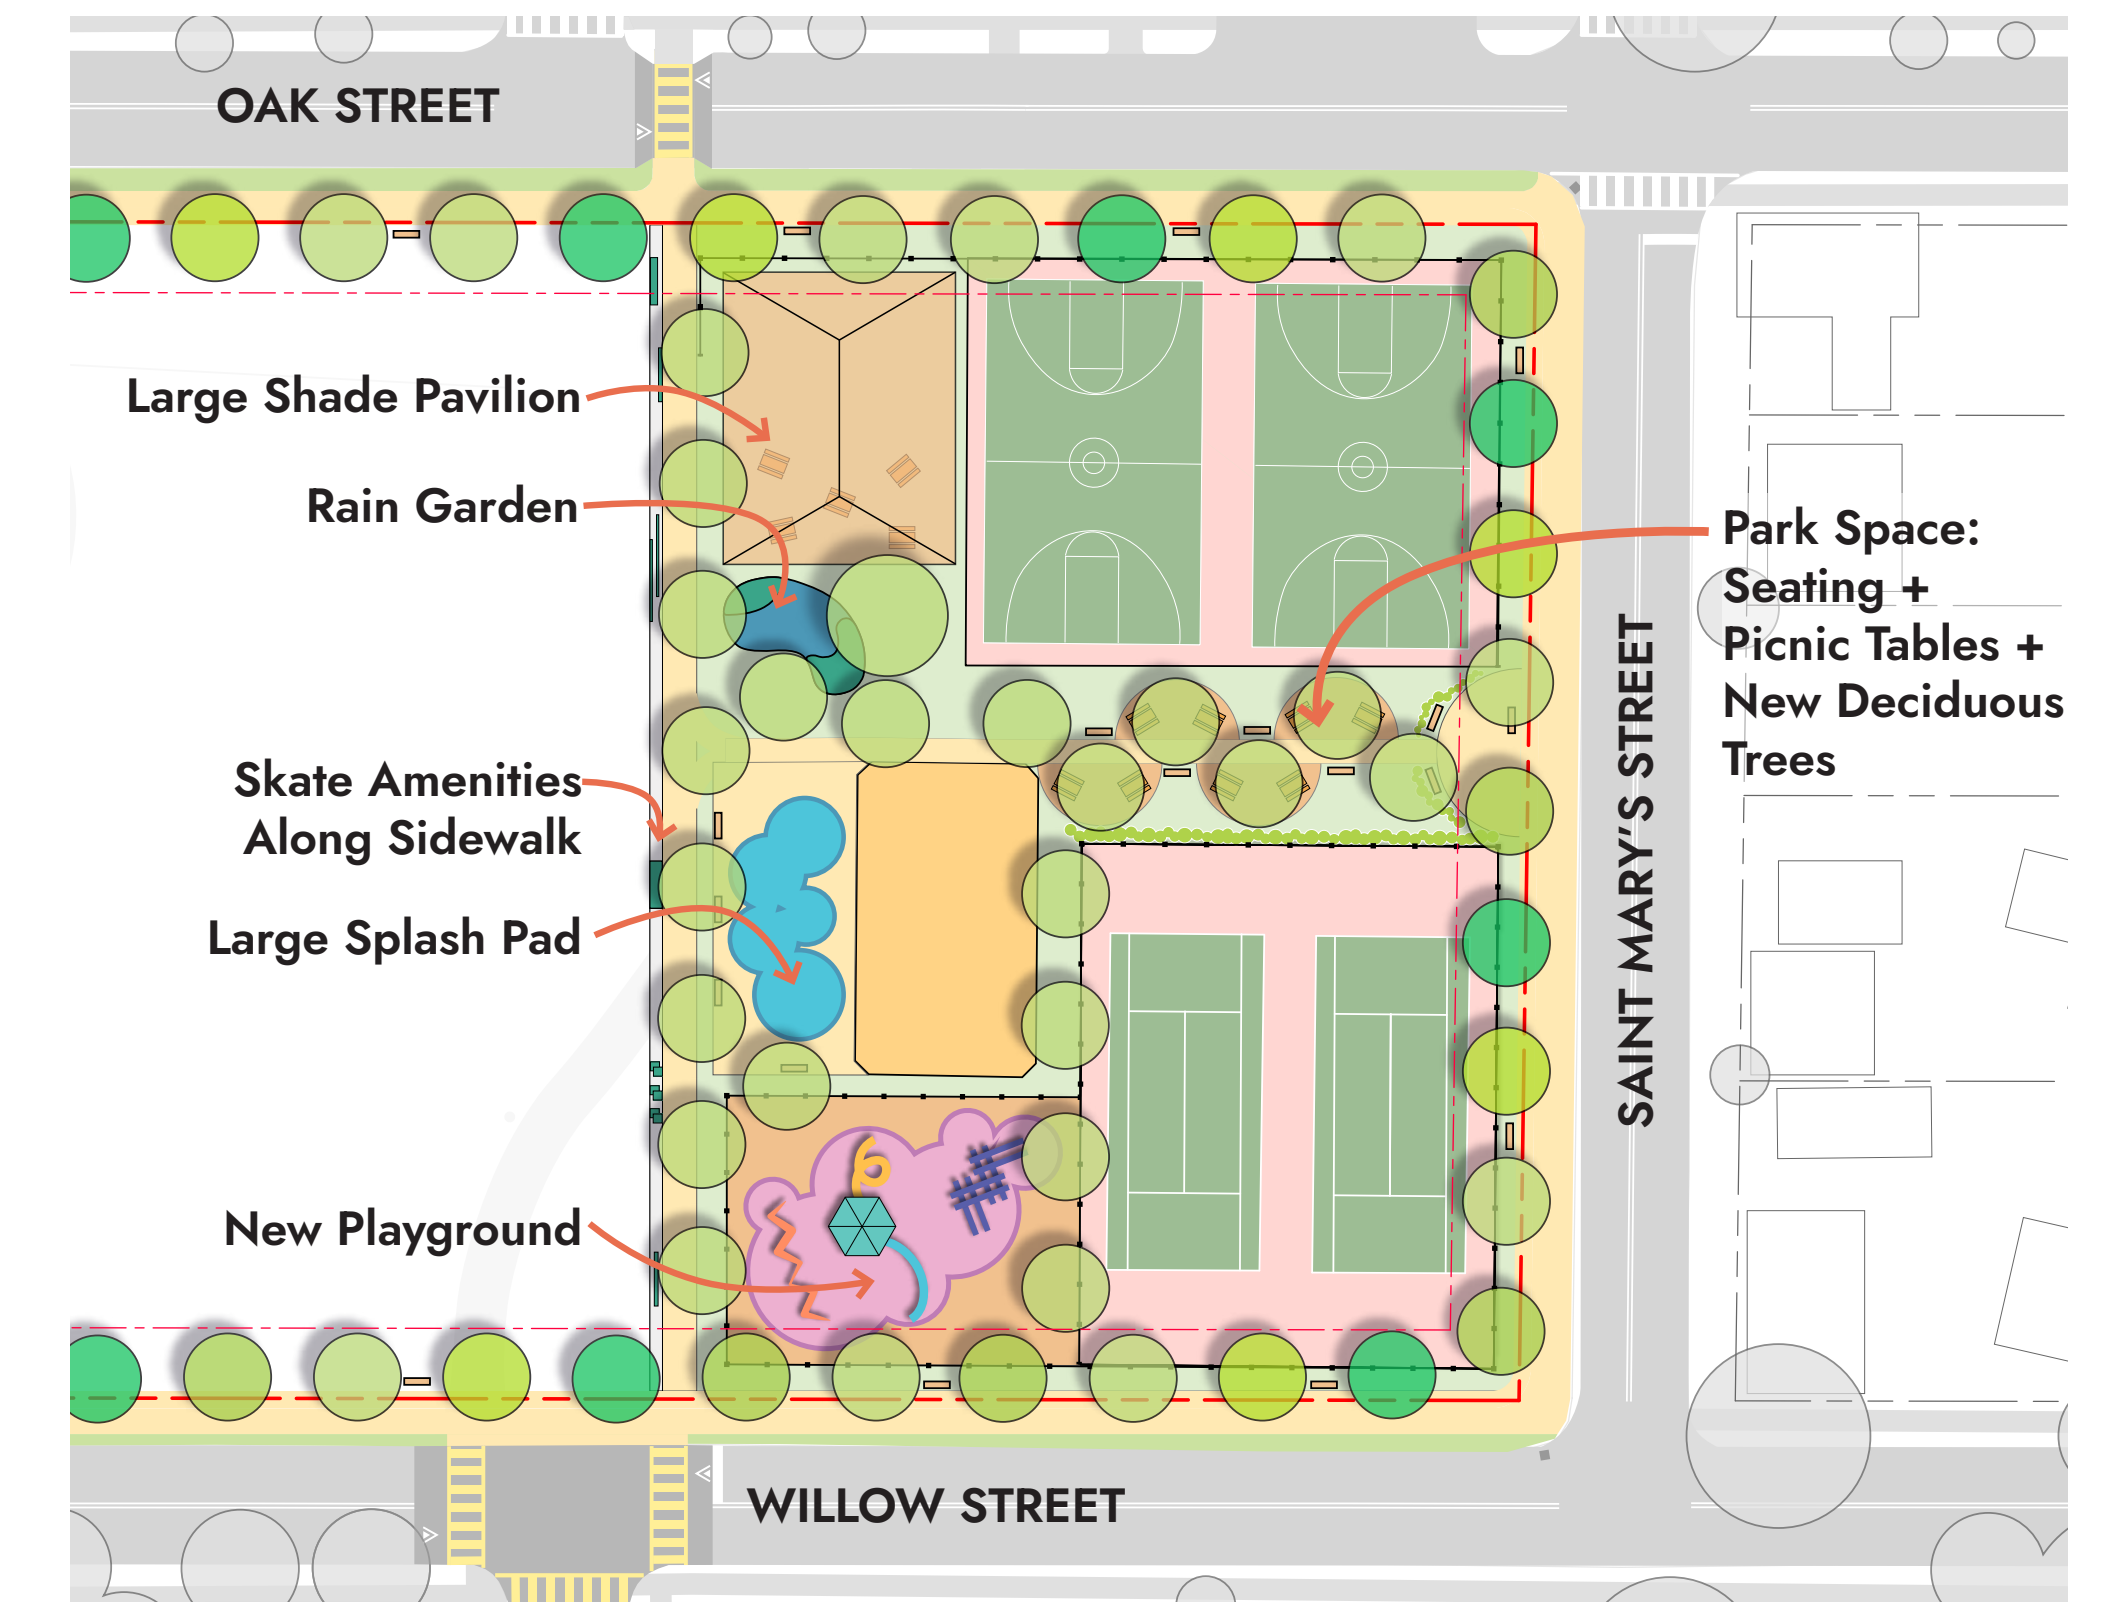 OAK STREET
Large Shade Pavilion
Rain Garden
Park Space:
Seating +
Picnic Tables +
New Deciduous
Trees
SAINT MARY'S STREET
Skate Amenities
Along Sidewalk
Large Splash Pad
New Playground
WILLOW STREET